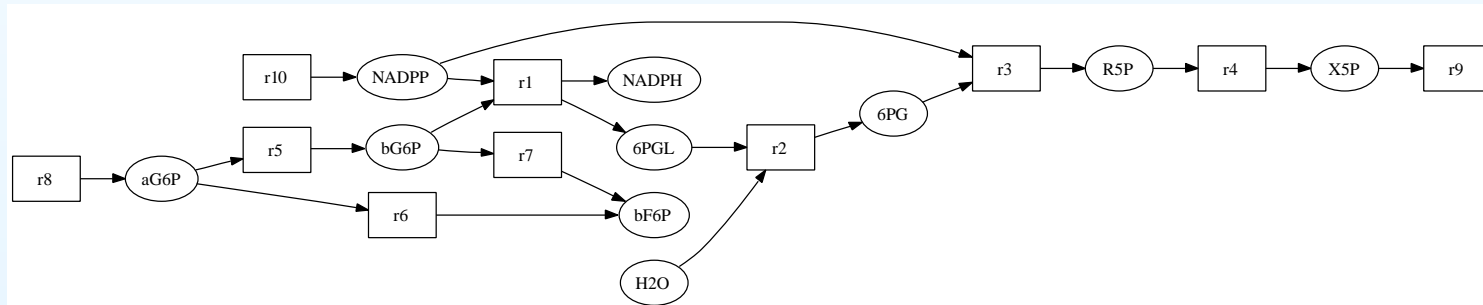 r10
NADPP
r1
NADPH
r3
R5P
r4
X5P
r9
6PG
r5
bG6P
r7
6PGL
r2
r8
aG6P
r6
bF6P
H2O